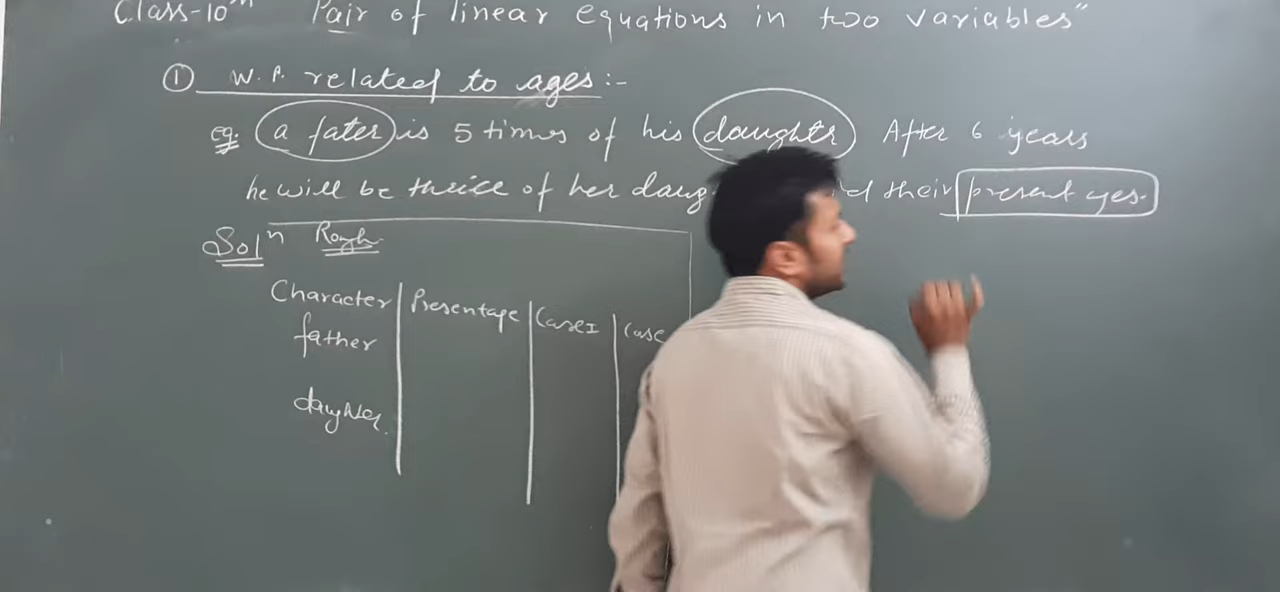 Class-10th Pair of linear equations in two variables"
① W.P. related to ages:-
eg. a fater is 5 times of his daughter After 6 years
he will be thrice of her daug their present ges.
Soln Rough
Character Presentage Case I Case
father
daughter.